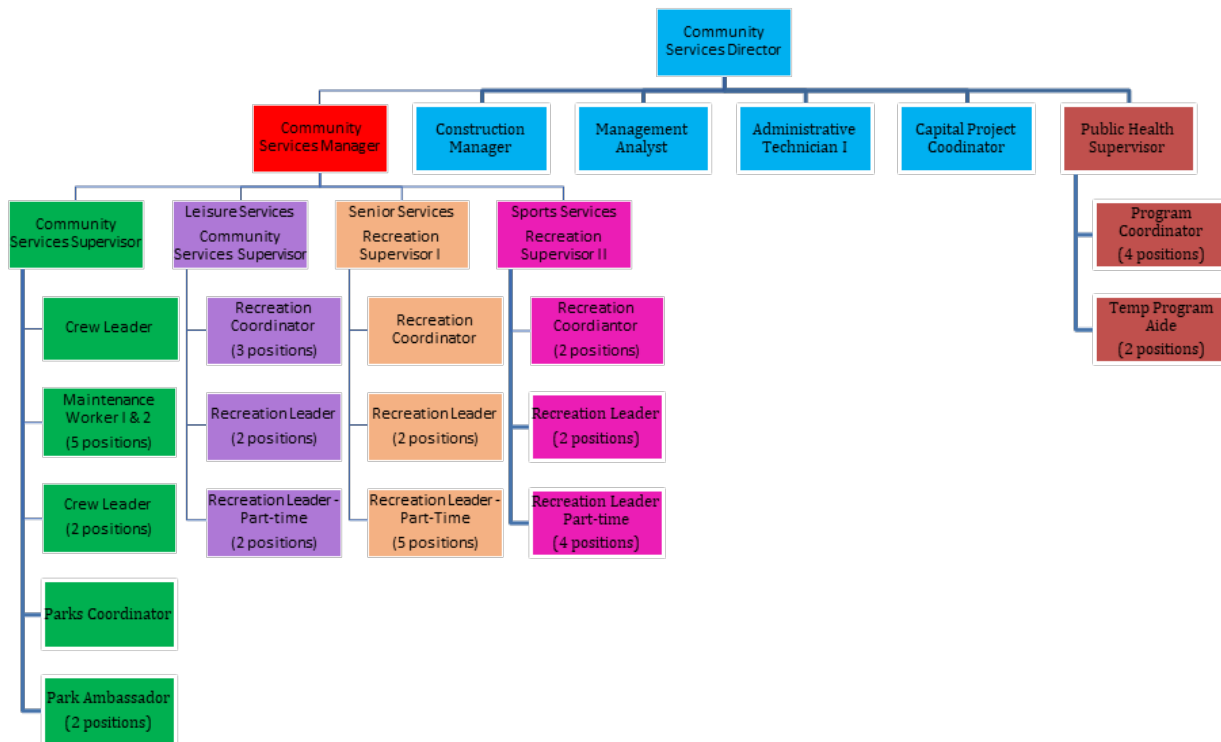 Community
Services Director
Community
Services Manager
Construction
Manager
Management
Analyst
Administrative
Technician I
Capital Project
Coodinator
Public Health
Supervisor
Community
Services Supervisor
Leisure Services
Community
Services Supervisor
Senior Services
Recreation
Supervisor I
Sports Services
Recreation
Supervisor II
Program
Coordinator
(4 positions)
Temp Program
Aide
(2 positions)
Crew Leader
Recreation
Coordinator
(3 positions)
Recreation
Coordinator
Recreation
Coordiantor
(2 positions)
Maintenance
Worker I & 2
(5 positions)
Recreation Leader
(2 positions)
Recreation Leader
(2 positions)
Recreation Leader
(2 positions)
Crew Leader
(2 positions)
Recreation Leader -
Part-time
(2 positions)
Recreation Leader -
Part-Time
(5 positions)
Recreation Leader
Part-time
(4 positions)
Parks Coordinator
Park Ambassador
(2 positions)